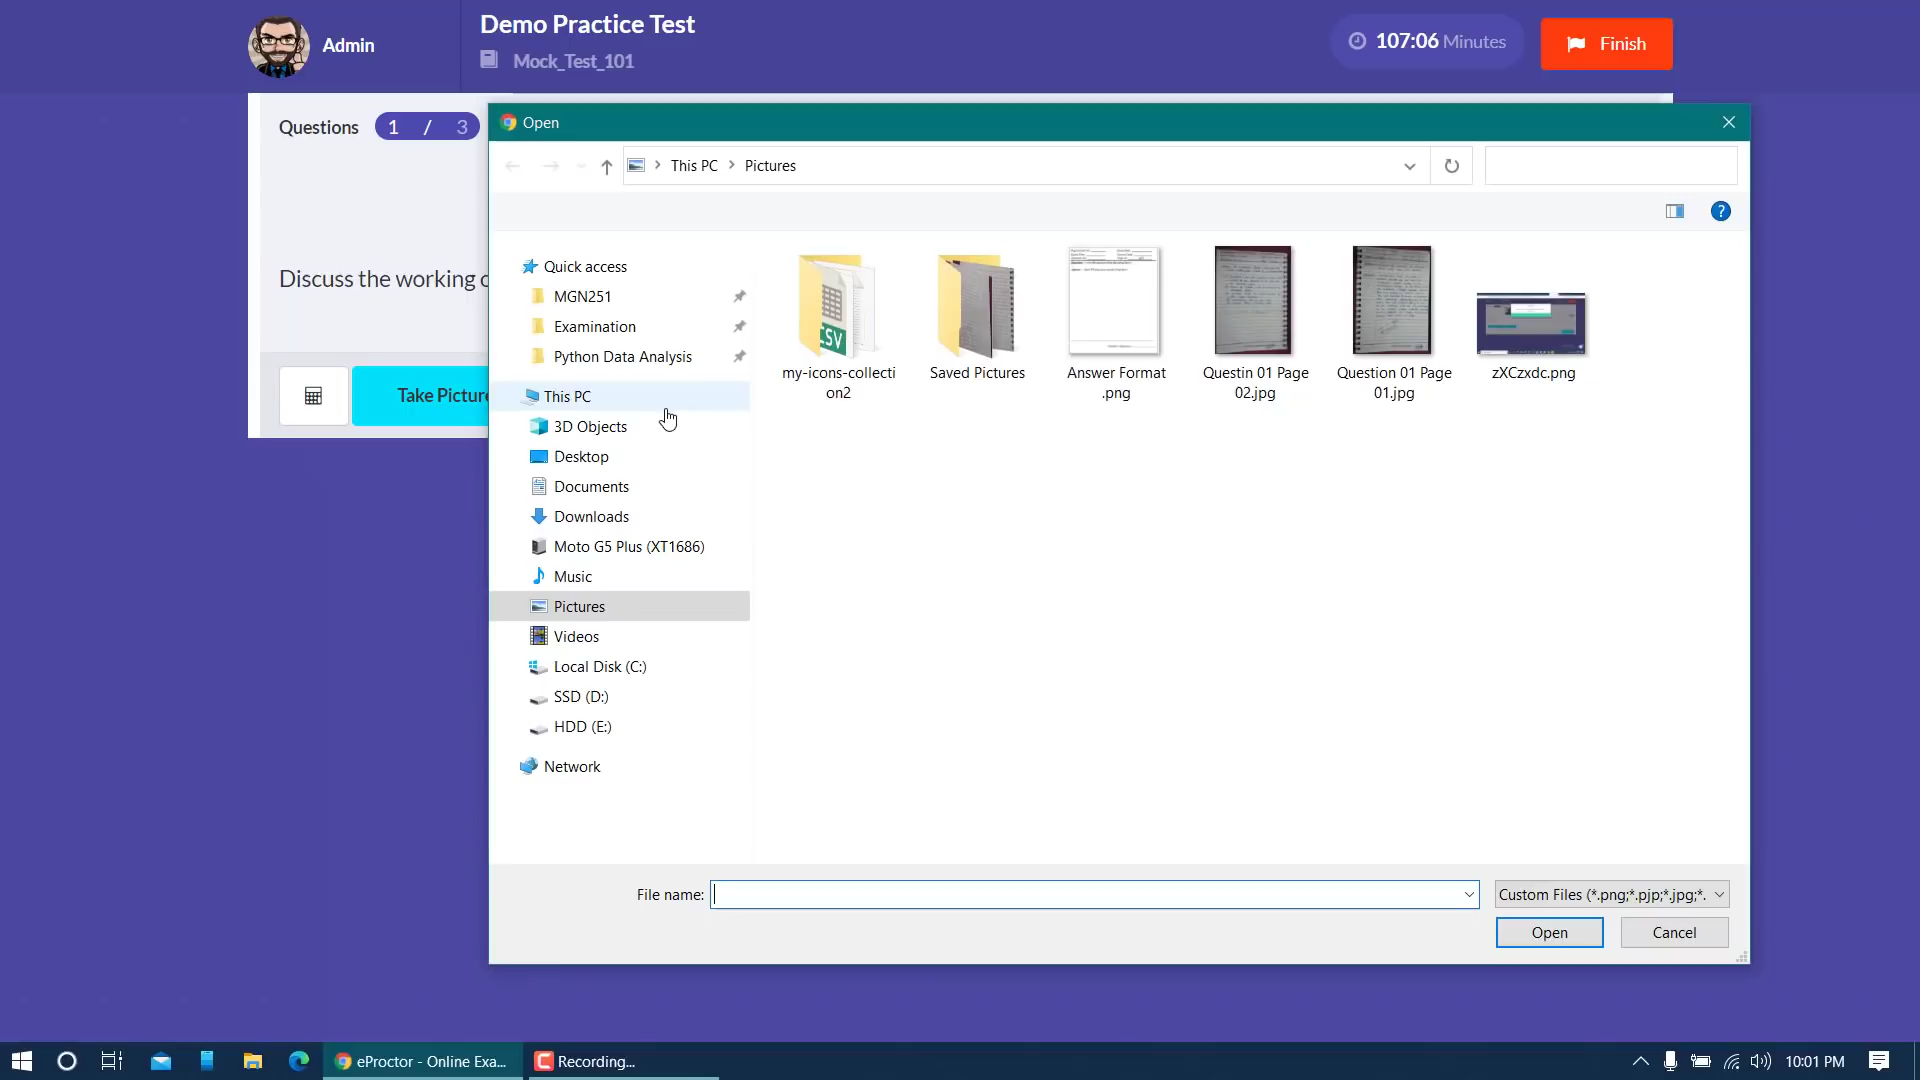 Admin
Demo Practice Test
Mock_Test_101
107:06 Minutes
Finish
Questions 1 / 3
Discuss the working
Take Picture
Open
This PC
Pictures
?
Quick access
MGN251
Examination
Python Data Analysis
This PC
3D Objects
Desktop
Documents
Downloads
Moto G5 Plus (XT1686)
Music
Pictures
Videos
Local Disk (C:)
SSD (D:)
HDD (E:)
Network
CSV
my-icons-collecti
on2
Saved Pictures
Answer Format
.png
Questin 01 Page
02.jpg
Question 01 Page
01.jpg
zXCzxdc.png
File name:
Custom Files (*.png;*.pjp;*.jpg;*.
Open
Cancel
eProctor - Online Exa...
Recording...
10:01 PM